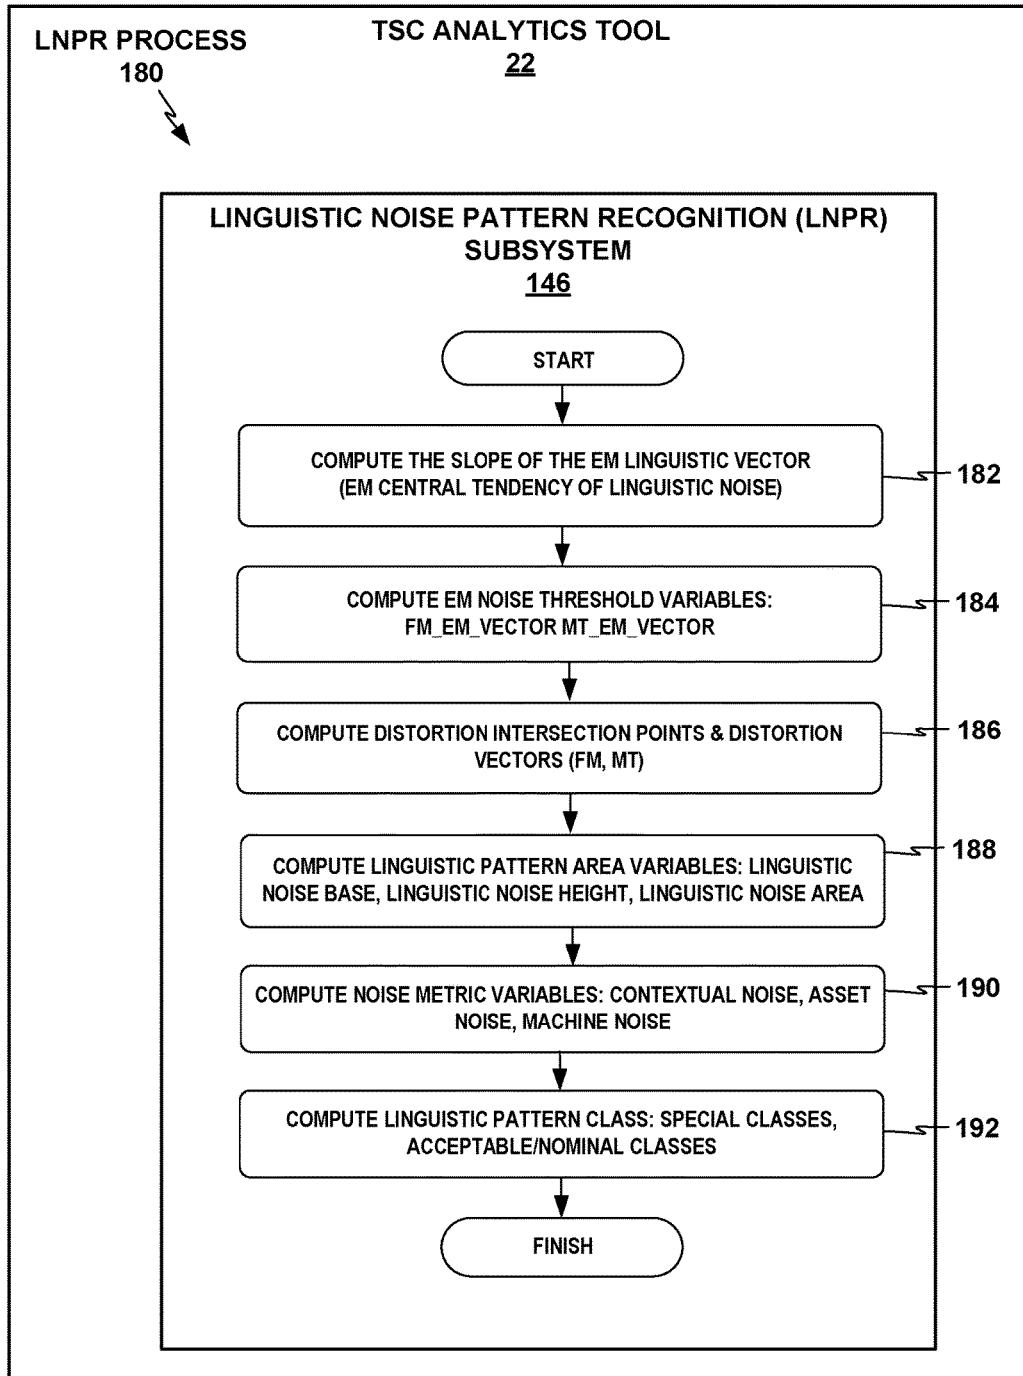 LNPR PROCESS
180
TSC ANALYTICS TOOL
22
LINGUISTIC NOISE PATTERN RECOGNITION (LNPR)
SUBSYSTEM
146
START
COMPUTE THE SLOPE OF THE EM LINGUISTIC VECTOR
(EM CENTRAL TENDENCY OF LINGUISTIC NOISE)
182
COMPUTE EM NOISE THRESHOLD VARIABLES:
FM_EM_VECTOR MT_EM_VECTOR
184
COMPUTE DISTORTION INTERSECTION POINTS & DISTORTION
VECTORS (FM, MT)
186
COMPUTE LINGUISTIC PATTERN AREA VARIABLES: LINGUISTIC
NOISE BASE, LINGUISTIC NOISE HEIGHT, LINGUISTIC NOISE AREA
188
COMPUTE NOISE METRIC VARIABLES: CONTEXTUAL NOISE, ASSET
NOISE, MACHINE NOISE
190
COMPUTE LINGUISTIC PATTERN CLASS: SPECIAL CLASSES,
ACCEPTABLE/NOMINAL CLASSES
192
FINISH